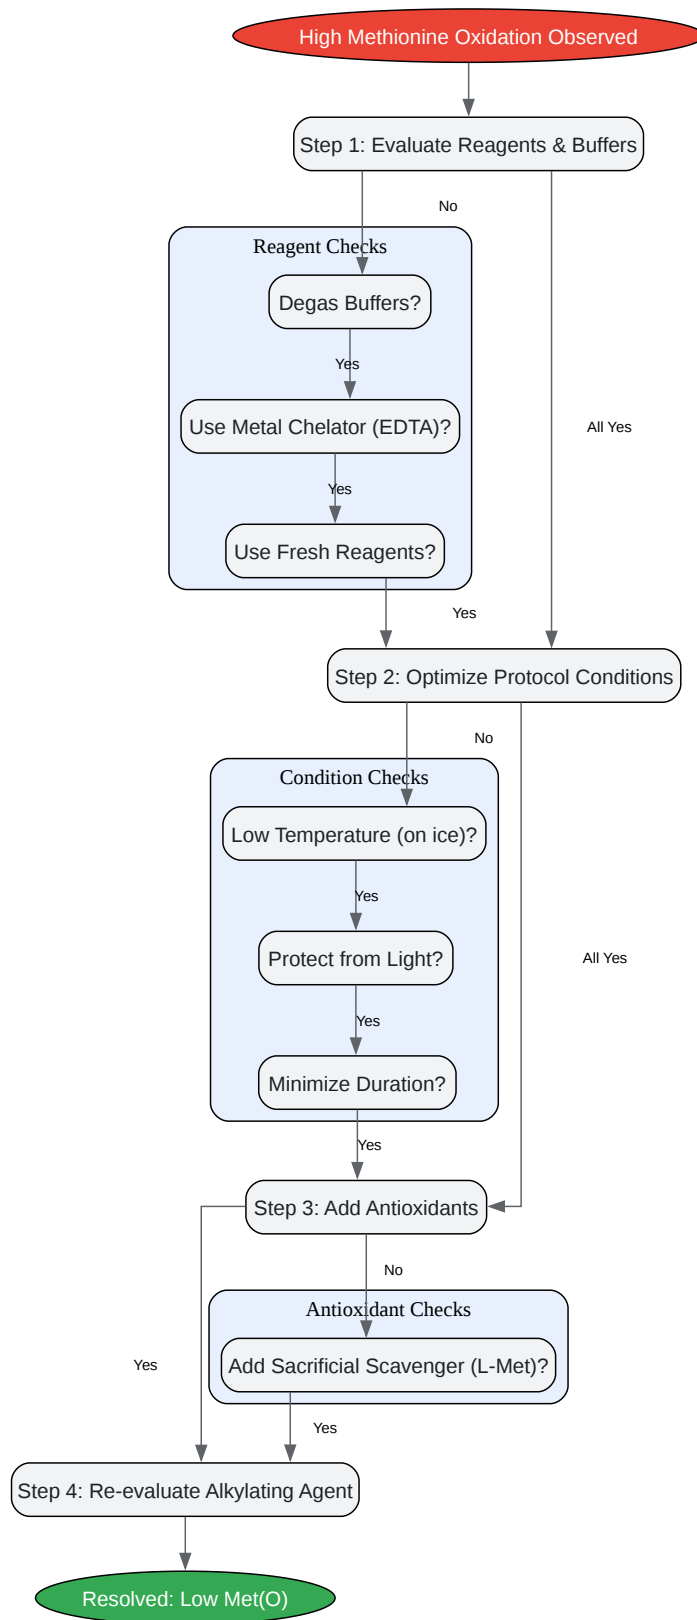 High Methionine Oxidation Observed
Step 1: Evaluate Reagents & Buffers
No
Reagent Checks
Degas Buffers?
Yes
Use Metal Chelator (EDTA)?
All Yes
Yes
Use Fresh Reagents?
Yes
Step 2: Optimize Protocol Conditions
No
Condition Checks
Low Temperature (on ice)?
Yes
Protect from Light?
All Yes
Yes
Minimize Duration?
Yes
Step 3: Add Antioxidants
No
Antioxidant Checks
Add Sacrificial Scavenger (L-Met)?
Yes
Yes
Step 4: Re-evaluate Alkylating Agent
Resolved: Low Met(O)